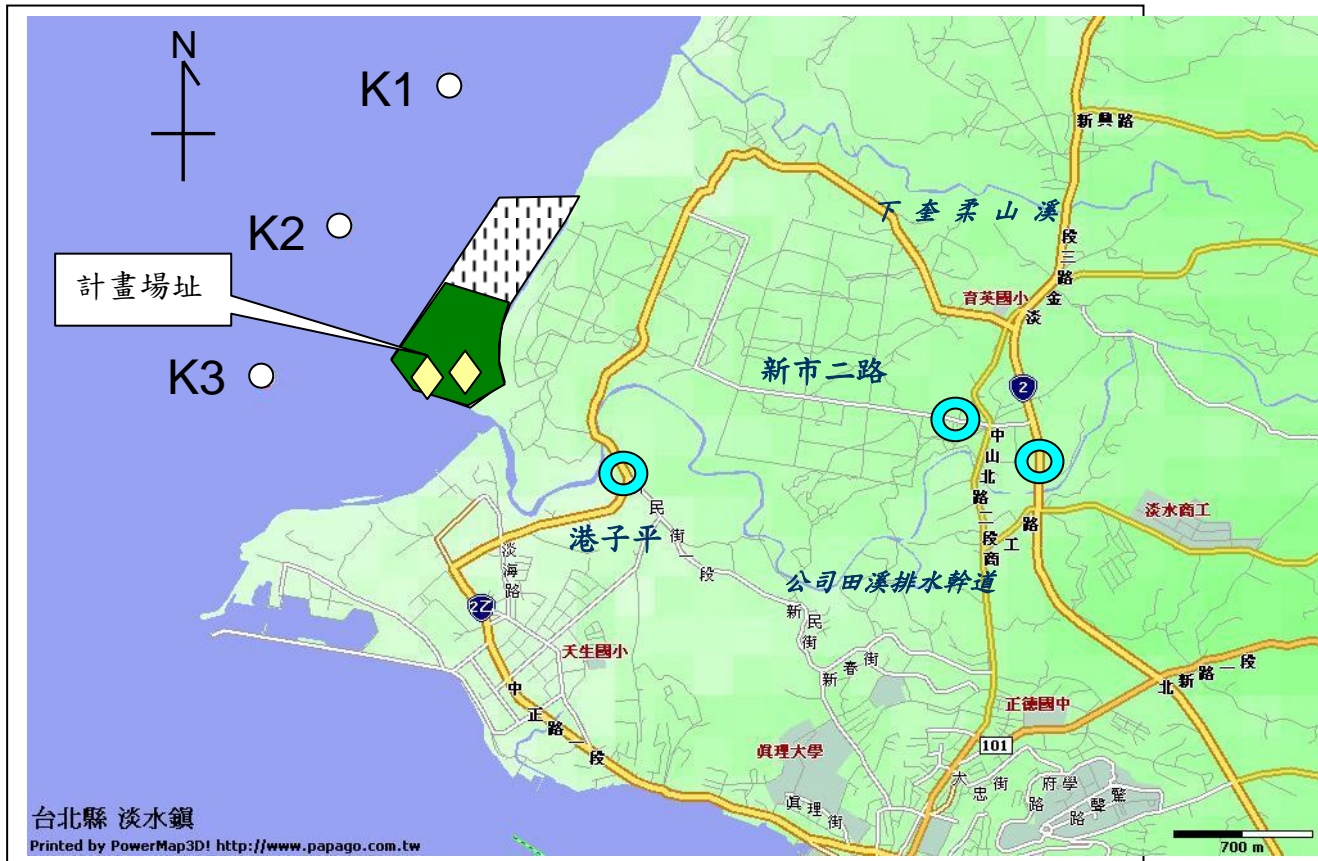 N
K1
新興路
下奎柔山溪
K2
段三路金淡
計畫場址
育英國小
K3
新市二路
2
中山北路二段
路工商
淡水商工
港子平
民街一段
淡海路
公司田溪排水幹道
2乙
新民街
天生國小
新春街
中正路一段
北新路一段
正德國中
真理大學
101
大忠街
府學路
鶯聲路
真理街
台北縣 淡水鎮
Printed by PowerMap3D! http://www.papago.com.tw
700 m